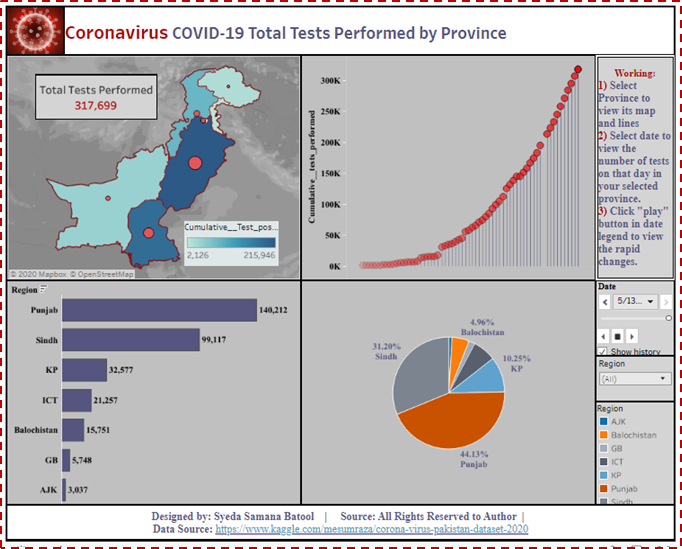 Coronavirus COVID-19 Total Tests Performed by Province
Total Tests Performed
317,699
Cumulative__Test_pos...
2,126 215,946
© 2020 Mapbox © OpenStreetMap
Cumulative__tests_performed
300K
250K
200K
150K
100K
50K
0K
Working:
1) Select
Province to
view its map
and lines
2) Select date to
view the
number of tests
on that day in
your selected
province.
3) Click "play"
button in date
legend to view
the rapid
changes.
Region
Punjab 140,212
Sindh 99,117
KP 32,577
ICT 21,257
Balochistan 15,751
GB 5,748
AJK 3,037
4.96%
Balochistan
31.20%
Sindh
10.25%
KP
44.13%
Punjab
Date
5/13...
Show history
Region
(All)
Region
AJK
Balochistan
GB
ICT
KP
Punjab
Sindh
Designed by: Syeda Samana Batool | Source: All Rights Reserved to Author |
Data Source: https://www.kaggle.com/mesumraza/corona-virus-pakistan-dataset-2020